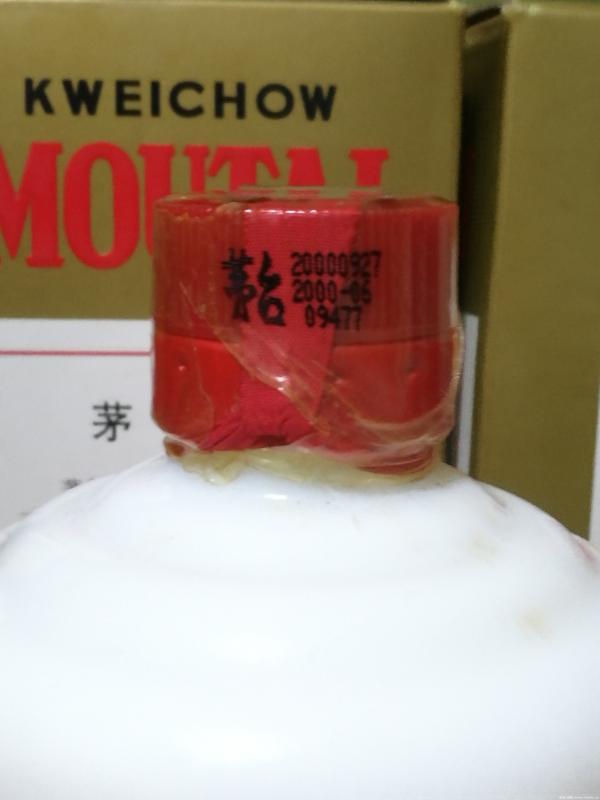 KWEICHOW
MOUTAI
茅台
20000927
2000-06
09477
茅